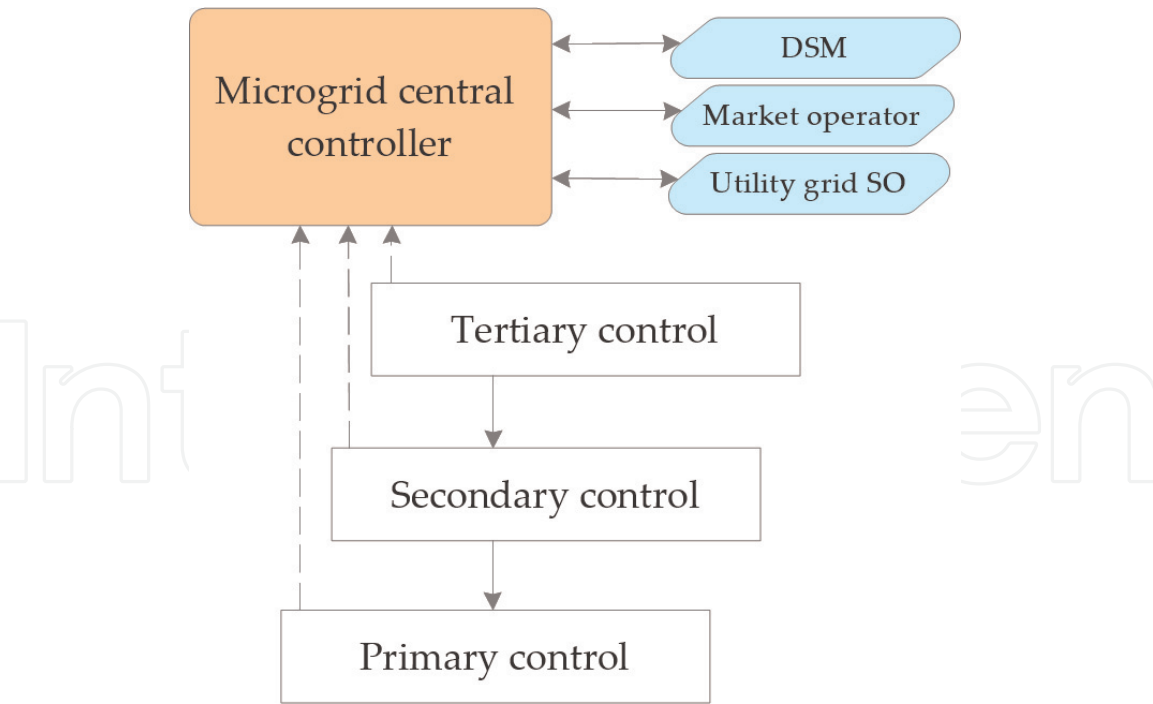 DSM
Microgrid central
controller
Market operator
Utility grid SO
Tertiary control
Secondary control
Primary control